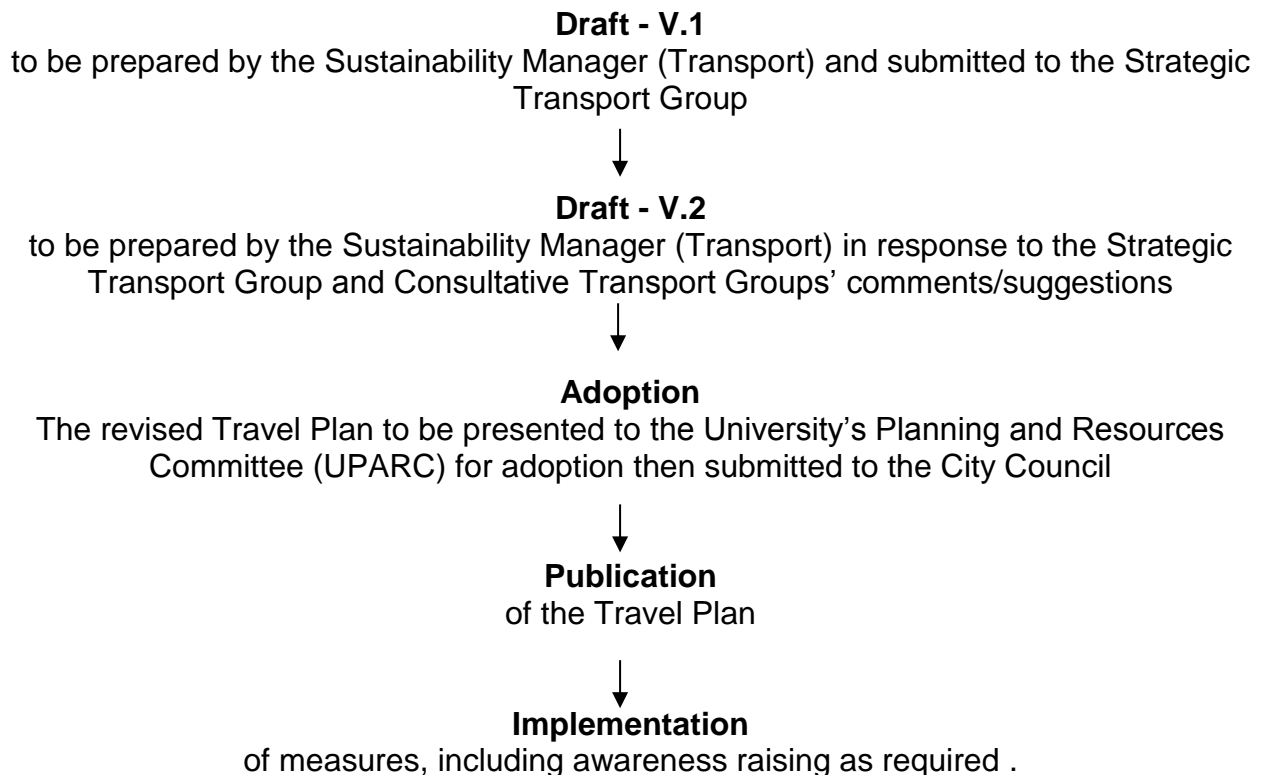 Draft - V.1
to be prepared by the Sustainability Manager (Transport) and submitted to the Strategic
Transport Group
Draft - V.2
to be prepared by the Sustainability Manager (Transport) in response to the Strategic
Transport Group and Consultative Transport Groups’ comments/suggestions
Adoption
The revised Travel Plan to be presented to the University’s Planning and Resources
Committee (UPARC) for adoption then submitted to the City Council
Publication
of the Travel Plan
Implementation
of measures, including awareness raising as required .